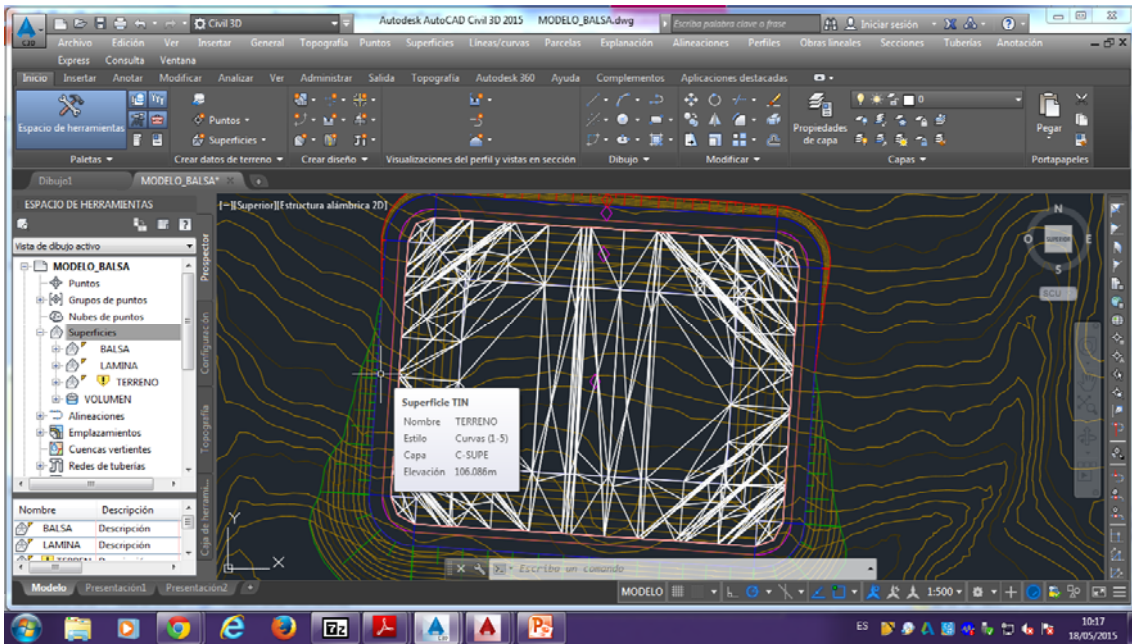 Civil 3D
Autodesk AutoCAD Civil 3D 2015 MODELO_BALSA.dwg
Escriba palabra clave o frase
Iniciar sesión
C3D
Archivo Edición Ver Insertar General Topografía Puntos Superficies Líneas/curvas Parcelas Explanación Alineaciones Perfiles Obras lineales Secciones Tuberías Anotación
Express Consulta Ventana
Inicio Insertar Anotar Modificar Analizar Ver Administrar Salida Topografía Autodesk 360 Ayuda Complementos Aplicaciones destacadas
Espacio de herramientas
Puntos
Superficies
Propiedades de capa
0
Pegar
Paletas Crear datos de terreno Crear diseño Visualizaciones del perfil y vistas en sección Dibujo Modificar Capas Portapapeles
Dibujo1 MODELO_BALSA*
ESPACIO DE HERRAMIENTAS
[-][Superior][Estructura alámbrica 2D]
Vista de dibujo activo
MODELO_BALSA
Puntos
Grupos de puntos
Nubes de puntos
Superficies
BALSA
LAMINA
TERRENO
VOLUMEN
Alineaciones
Emplazamientos
Cuencas vertientes
Redes de tuberías
Prospector
Configuración
Topografía
Caja de herrami...
N
O SUPERIOR E
S
SCU
Superficie TIN
Nombre TERRENO
Estilo Curvas (1-5)
Capa C-SUPE
Elevación 106.086m
Nombre Descripción
BALSA Descripción
LAMINA Descripción
Y
X
Escriba un comando
Modelo Presentación1 Presentación2
MODELO
1:500
ES
10:17
18/05/2015